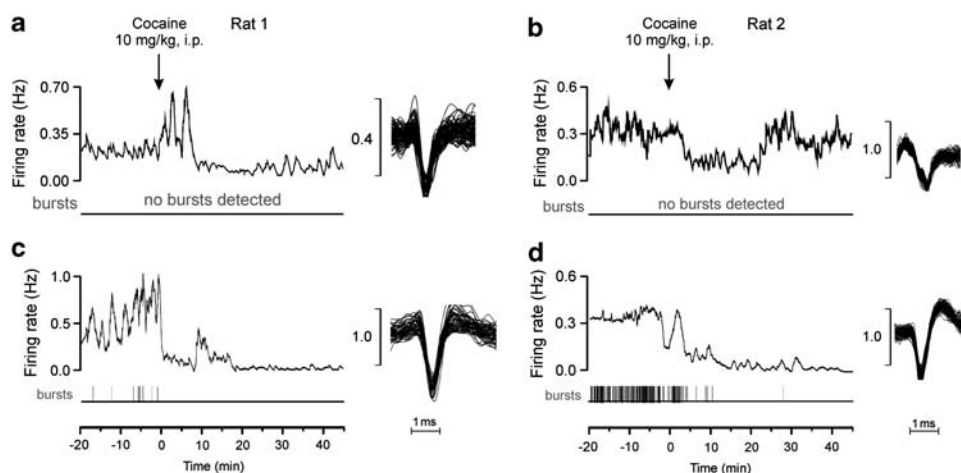 a
Cocaine
10 mg/kg, i.p.
Rat 1
Firing rate (Hz)
0.70
0.35
0.00
0.4
bursts
no bursts detected
b
Cocaine
10 mg/kg, i.p.
Rat 2
Firing rate (Hz)
0.6
0.3
0.0
1.0
bursts
no bursts detected
c
Firing rate (Hz)
1.0
0.5
0
1.0
bursts
1 ms
-20 -10 0 10 20 30 40
Time (min)
d
Firing rate (Hz)
0.6
0.3
0
1.0
bursts
1 ms
-20 -10 0 10 20 30 40
Time (min)